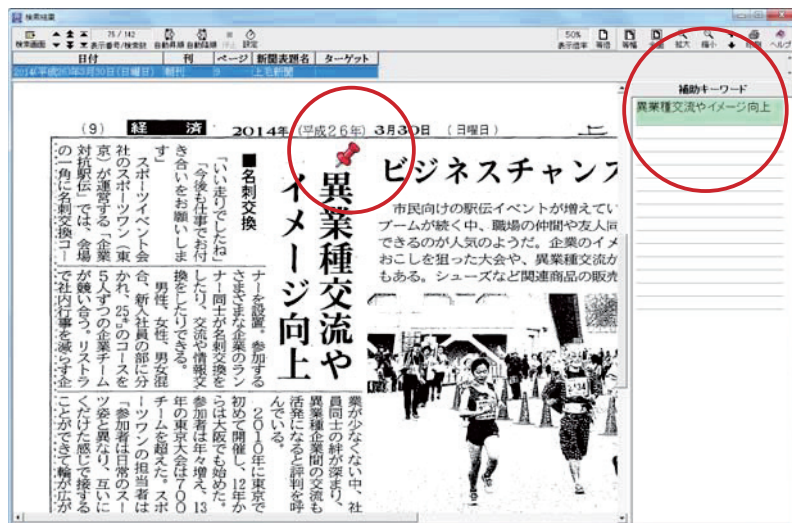 検索結果
検索画面
75 / 142
表示番号/検索数
自動昇順 自動降順
設定
50%
表示倍率 等倍 等幅
拡大 縮小
ヘルプ
日付 刊 ページ 新聞表題名 ターゲット
2014(平成26)年3月30日(日曜日) 朝刊 9 上毛新聞
補助キーワード
異業種交流やイメージ向上
(9) 経済 2014年 (平成26年) 3月30日 (日曜日) 上
ビジネスチャンス
市民向けの駅伝イベントが増えてい
ブームが続く中、職場の仲間や友人同
できるのが人気のようだ。企業のイメ
おこしを狙った大会や、異業種交流が
もある。シューズなど関連商品の販売
異業種交流や
イメージ向上
■名刺交換
「いい走りでしたね」
「今後も仕事でお付
き合いをお願いしま
す」
スポーツイベント会
社のスポーツワン(東
京)が運営する「企業
対抗駅伝」では、会場
の一角に名刺交換コー
ナーを設置。参加する
さまざまな企業のラン
ナー同士が名刺交換を
したり、交流や情報交
換をしたりできる。
男性、女性、男女混
合、新入社員の部に分
かれ、25㌔のコースを
5人ずつの企業チーム
が競い合う。リストラ
で社内行事を減らす企
業が少なくない中、社
員同士の絆が深まり、
異業種企業間の交流も
活発になると評判を呼
んでいる。
2010年に東京で
初めて開催し、12年か
らは大阪でも始めた。
参加者は年々増え、13
年の東京大会は700
チームを超えた。スポ
ーツワンの担当者は
「参加者は日常のスー
ツ姿と異なり、互いに
くだけた感じで接する
ことができて輪が広が